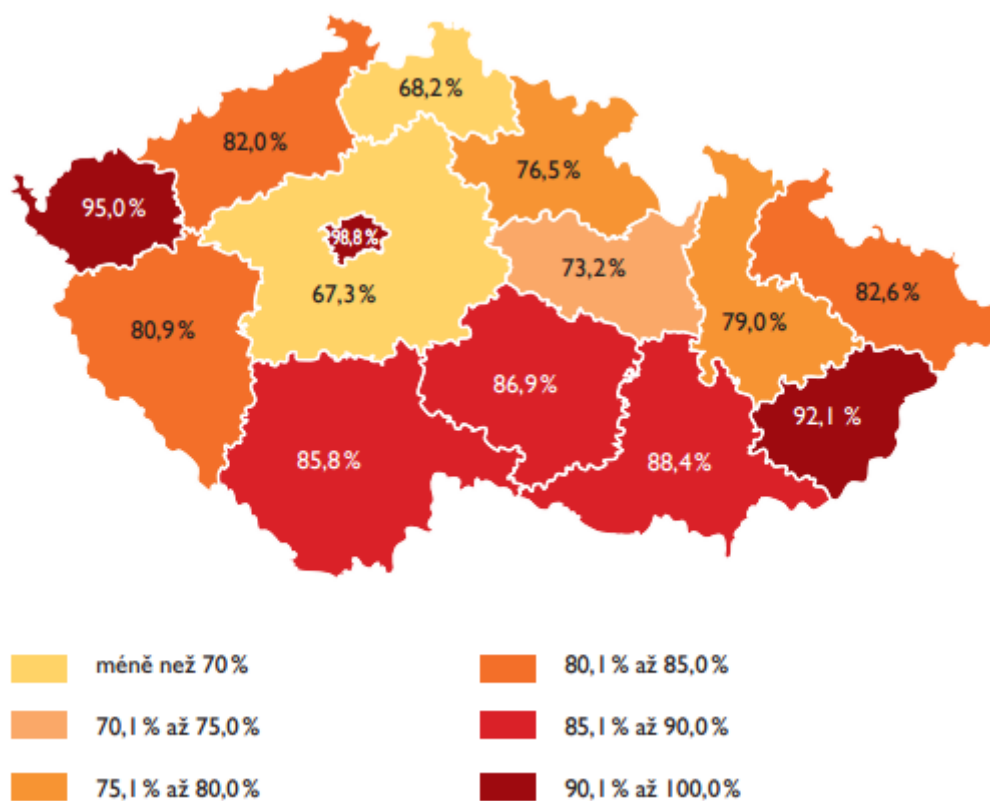 68,2 %
82,0 %
76,5 %
95,0 %
98,8 %
73,2 %
67,3 %
82,6 %
80,9 %
79,0 %
86,9 %
92,1 %
85,8 %
88,4 %
méně než 70 %
70,1 % až 75,0 %
75,1 % až 80,0 %
80,1 % až 85,0 %
85,1 % až 90,0 %
90,1 % až 100,0 %